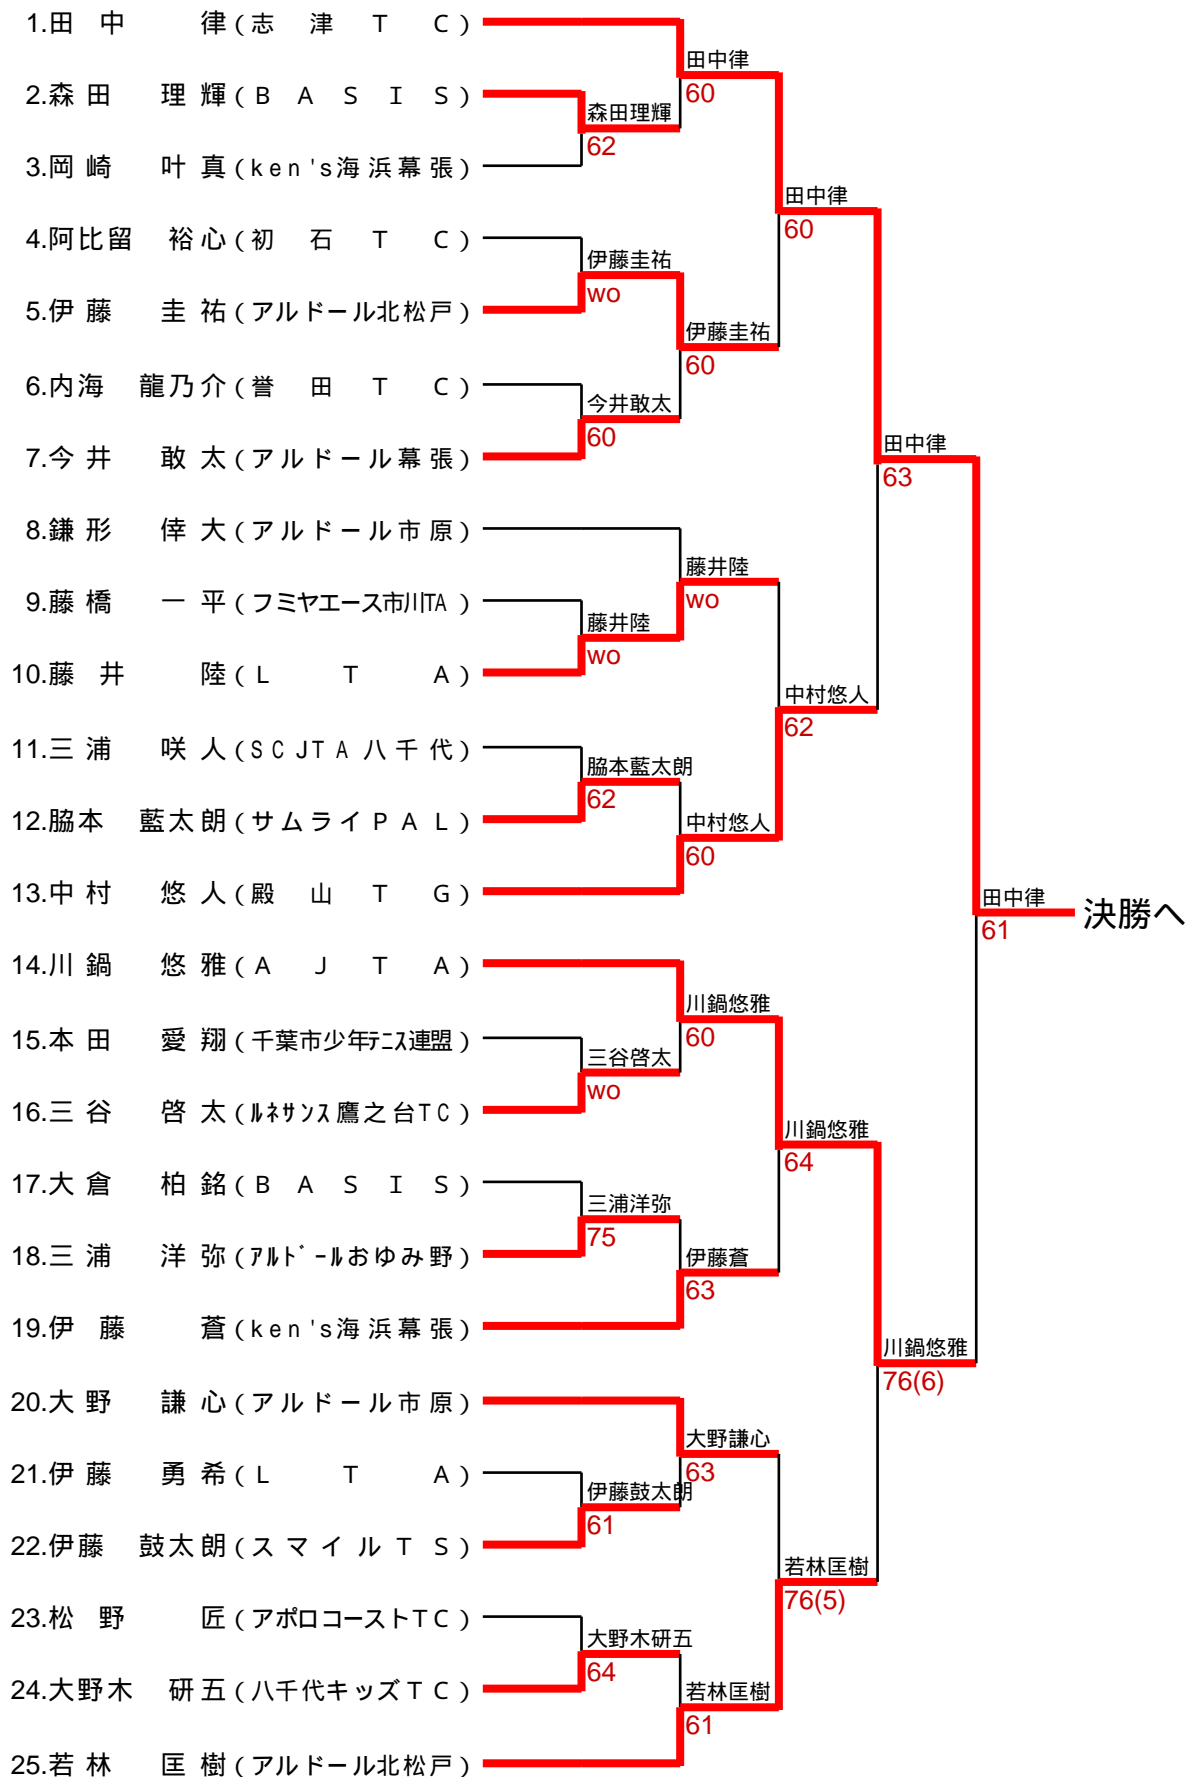 1.田中 律(志津TC)
田中律
60
2.森田 理輝(BASIS)
森田理輝
62
3.岡崎 叶真(ken's海浜幕張)
田中律
60
4.阿比留 裕心(初石TC)
伊藤圭祐
wo
5.伊藤 圭祐(アルドール北松戸)
伊藤圭祐
60
6.内海 龍乃介(誉田TC)
今井敢太
60
7.今井 敢太(アルドール幕張)
田中律
63
8.鎌形 倖大(アルドール市原)
藤井陸
wo
9.藤橋 一平(フミヤエース市川TA)
藤井陸
wo
10.藤井 陸(LTA)
中村悠人
62
11.三浦 咲人(SCJTA八千代)
脇本藍太朗
62
12.脇本 藍太朗(サムライPAL)
中村悠人
60
13.中村 悠人(殿山TG)
田中律
61
決勝へ
14.川鍋 悠雅(AJTA)
川鍋悠雅
60
15.本田 愛翔(千葉市少年テニス連盟)
三谷啓太
wo
16.三谷 啓太(ルネサンス鷹之台TC)
川鍋悠雅
64
17.大倉 柏銘(BASIS)
三浦洋弥
75
18.三浦 洋弥(アルドールおゆみ野)
伊藤蒼
63
19.伊藤 蒼(ken's海浜幕張)
川鍋悠雅
76(6)
20.大野 謙心(アルドール市原)
大野謙心
63
21.伊藤 勇希(LTA)
伊藤鼓太朗
61
22.伊藤 鼓太朗(スマイルTS)
若林匡樹
76(5)
23.松野 匠(アポロコーストTC)
大野木研五
64
24.大野木 研五(八千代キッズTC)
若林匡樹
61
25.若林 匡樹(アルドール北松戸)